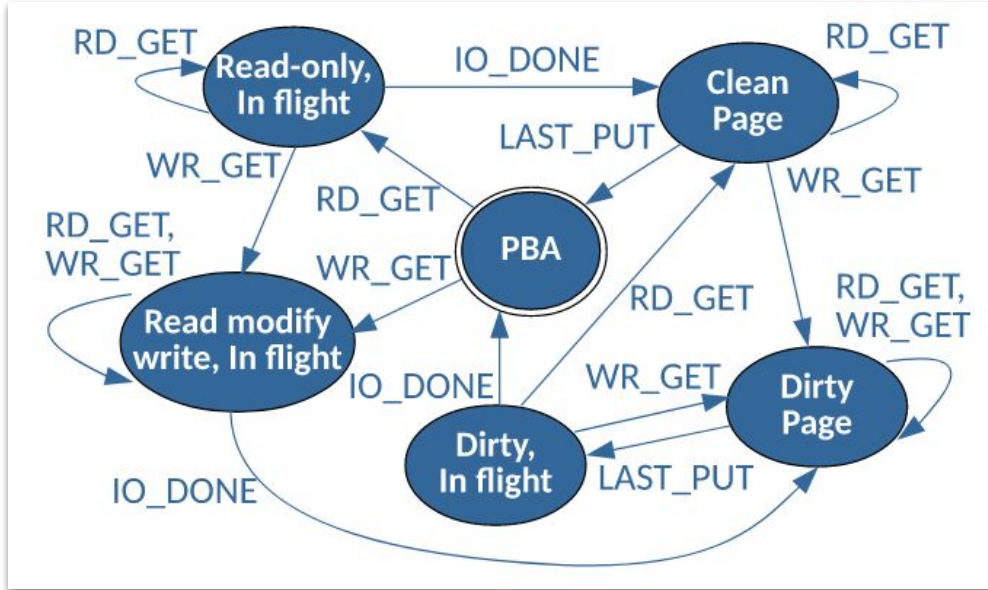 RD_GET
Read-only,
In flight
IO_DONE
Clean
Page
RD_GET
LAST_PUT
WR_GET
RD_GET
WR_GET
RD_GET,
WR_GET
WR_GET
PBA
RD_GET
RD_GET,
WR_GET
Read modify
write, In flight
IO_DONE
WR_GET
Dirty
Page
Dirty,
In flight
LAST_PUT
IO_DONE